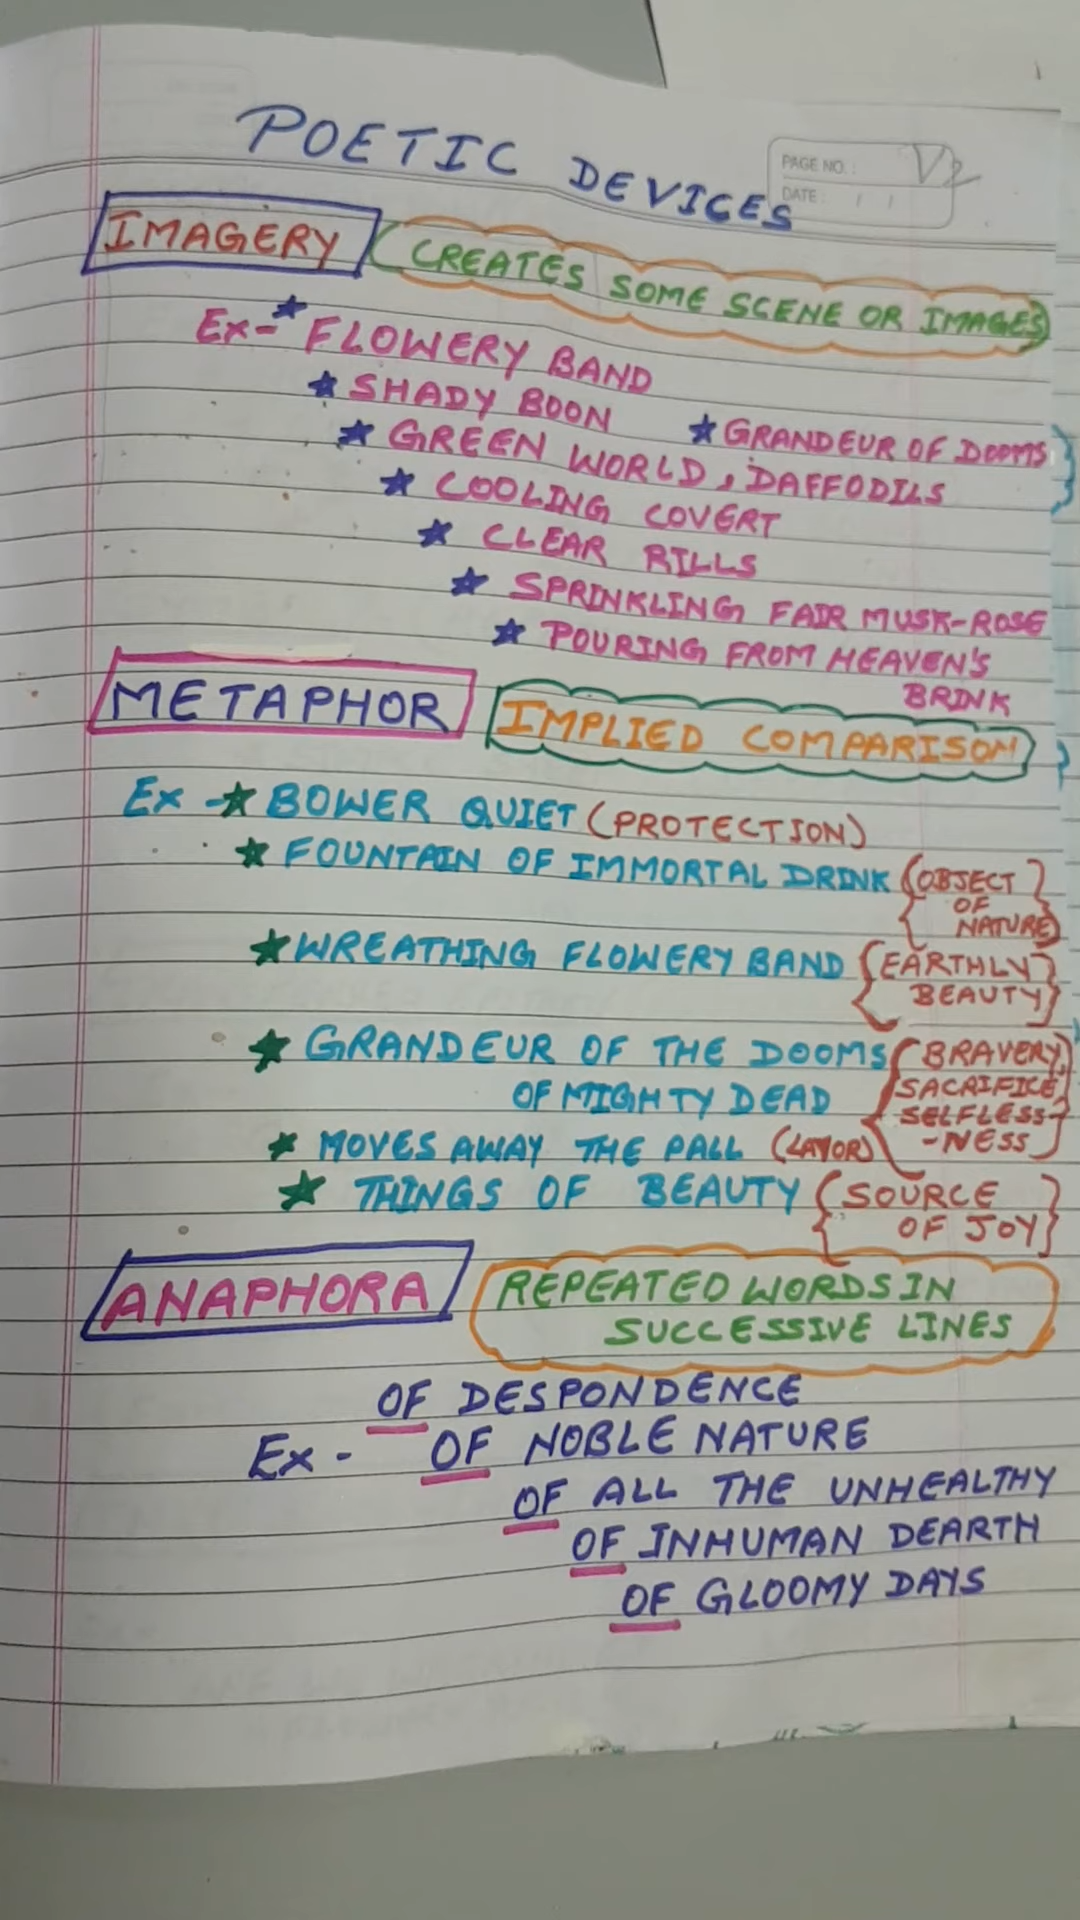 POETIC DEVICES
PAGE NO.:
DATE: / /
IMAGERY (CREATES SOME SCENE OR IMAGES)
Ex-★ FLOWERY BAND
★ SHADY BOON ★ GRANDEUR OF DOOMS
★ GREEN WORLD, DAFFODILS
★ COOLING COVERT
★ CLEAR RILLS
★ SPRINKLING FAIR MUSK-ROSE
★ POURING FROM HEAVEN'S
BRINK
METAPHOR IMPLIED COMPARISON
Ex -★ BOWER QUIET (PROTECTION)
★ FOUNTAIN OF IMMORTAL DRINK {OBJECT
OF
NATURE}
★ WREATHING FLOWERY BAND {EARTHLY
BEAUTY}
★ GRANDEUR OF THE DOOMS {BRAVERY,
OF MIGHTY DEAD SACRIFICE,
SELFLESS-
-NESS}
★ MOVES AWAY THE PALL (LAYOR)
★ THINGS OF BEAUTY {SOURCE
OF JOY}
ANAPHORA REPEATED WORDS IN
SUCCESSIVE LINES
OF DESPONDENCE
Ex - OF NOBLE NATURE
OF ALL THE UNHEALTHY
OF INHUMAN DEARTH
OF GLOOMY DAYS